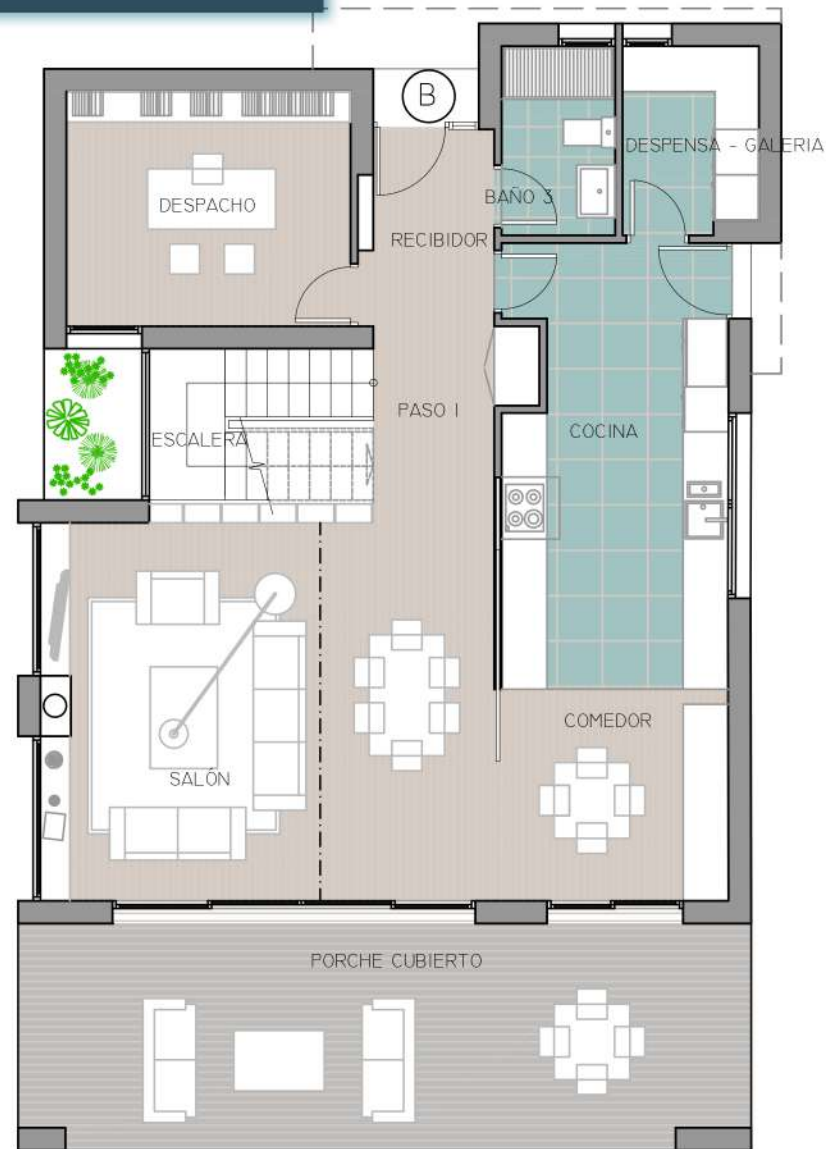 B
DESPENSA - GALERIA
DESPACHO
BAÑO 3
RECIBIDOR
PASO I
COCINA
ESCALERA
COMEDOR
SALÓN
PORCHE CUBIERTO